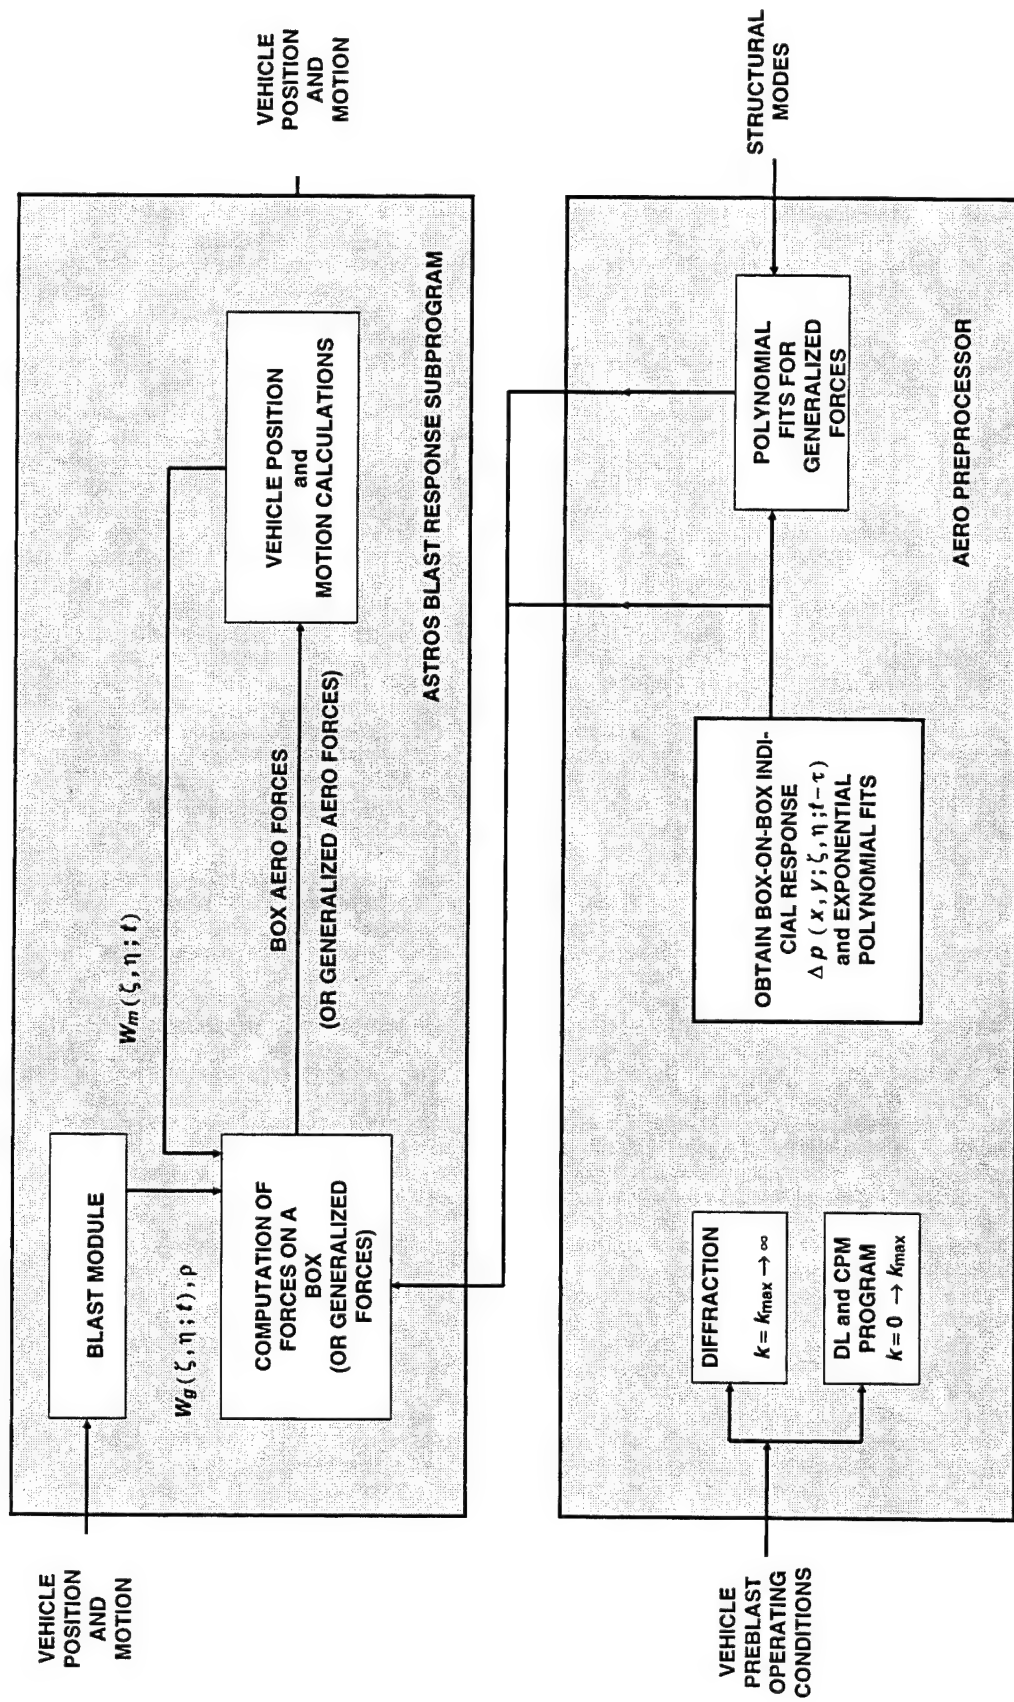 VEHICLE
POSITION
AND
MOTION
BLAST MODULE
W_g(ζ, η; t), ρ
W_m(ζ, η; t)
COMPUTATION OF
FORCES ON A
BOX
(OR GENERALIZED
FORCES)
BOX AERO FORCES
(OR GENERALIZED AERO FORCES)
VEHICLE POSITION
and
MOTION CALCULATIONS
ASTROS BLAST RESPONSE SUBPROGRAM
VEHICLE
POSITION
AND
MOTION
VEHICLE
PREBLAST
OPERATING
CONDITIONS
DIFFRACTION
k = k_max → ∞
DL and CPM
PROGRAM
k = 0 → k_max
OBTAIN BOX-ON-BOX INDI-
CIAL RESPONSE
Δp (x, y; ζ, η; t-τ)
and EXPONENTIAL
POLYNOMIAL FITS
POLYNOMIAL
FITS FOR
GENERALIZED
FORCES
AERO PREPROCESSOR
STRUCTURAL
MODES